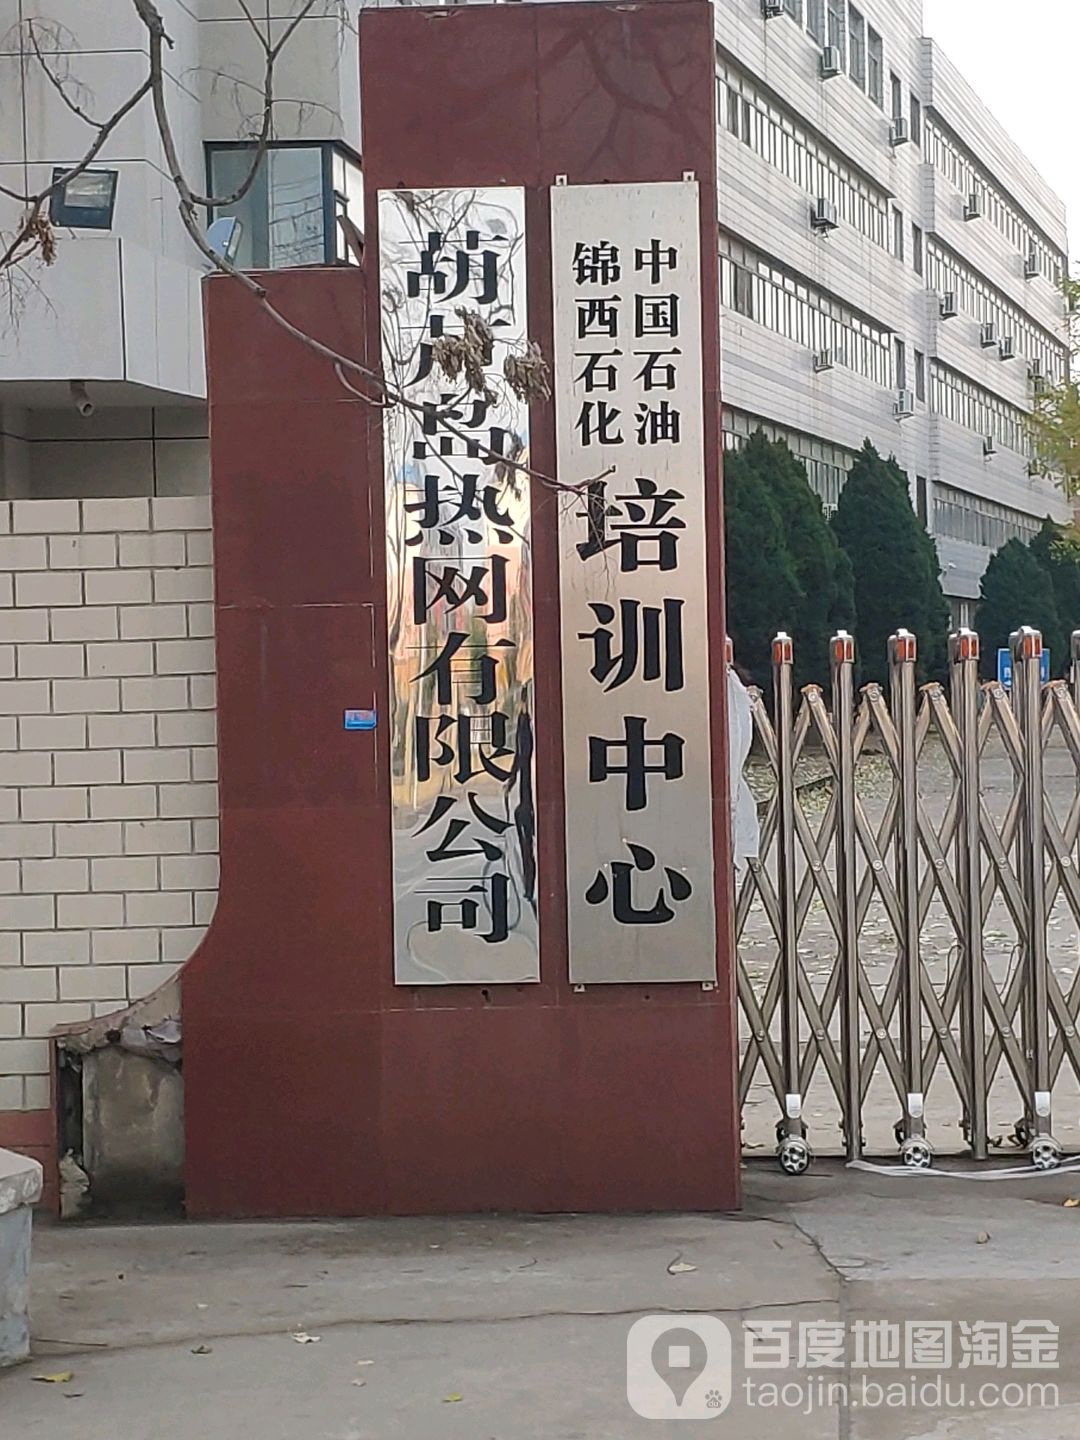 中国石油
锦西石化
培训中心
葫芦岛热网有限公司
百度地图淘金
taojin.baidu.com